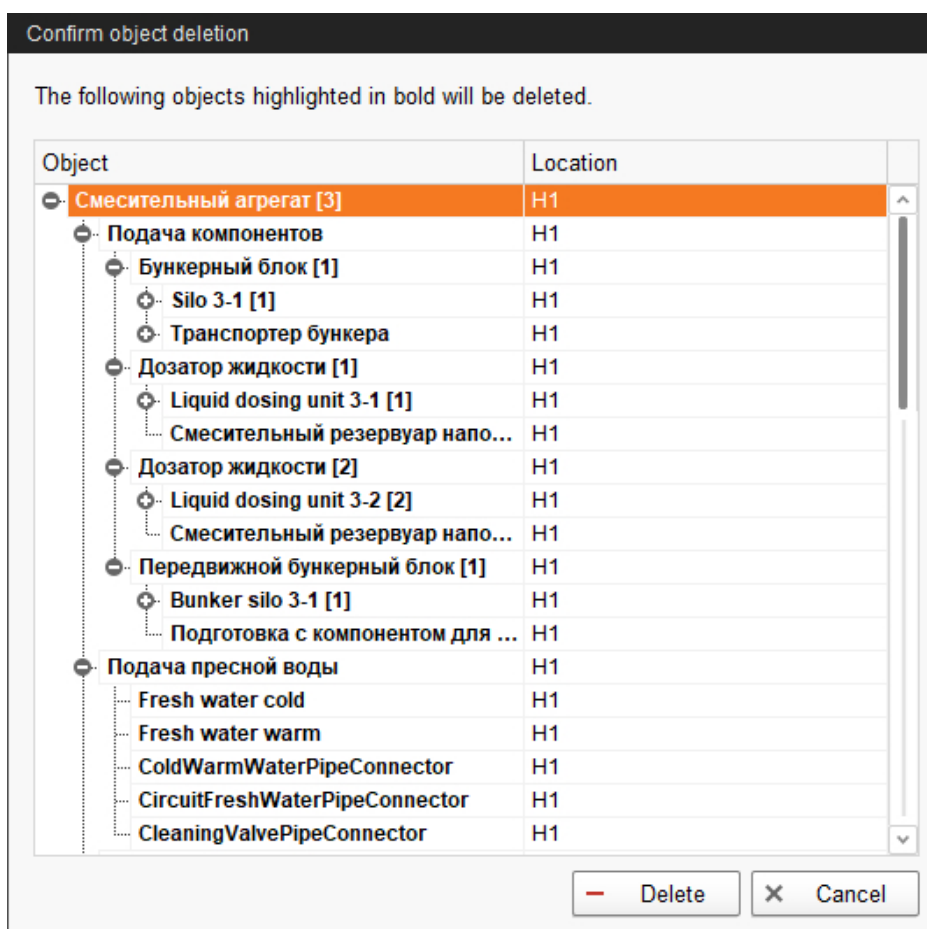 Confirm object deletion
The following objects highlighted in bold will be deleted.
Object Location
Смесительный агрегат [3] H1
Подача компонентов H1
Бункерный блок [1] H1
Silo 3-1 [1] H1
Транспортер бункера H1
Дозатор жидкости [1] H1
Liquid dosing unit 3-1 [1] H1
Смесительный резервуар напо... H1
Дозатор жидкости [2] H1
Liquid dosing unit 3-2 [2] H1
Смесительный резервуар напо... H1
Передвижной бункерный блок [1] H1
Bunker silo 3-1 [1] H1
Подготовка с компонентом для ... H1
Подача пресной воды H1
Fresh water cold H1
Fresh water warm H1
ColdWarmWaterPipeConnector H1
CircuitFreshWaterPipeConnector H1
CleaningValvePipeConnector H1
Delete Cancel